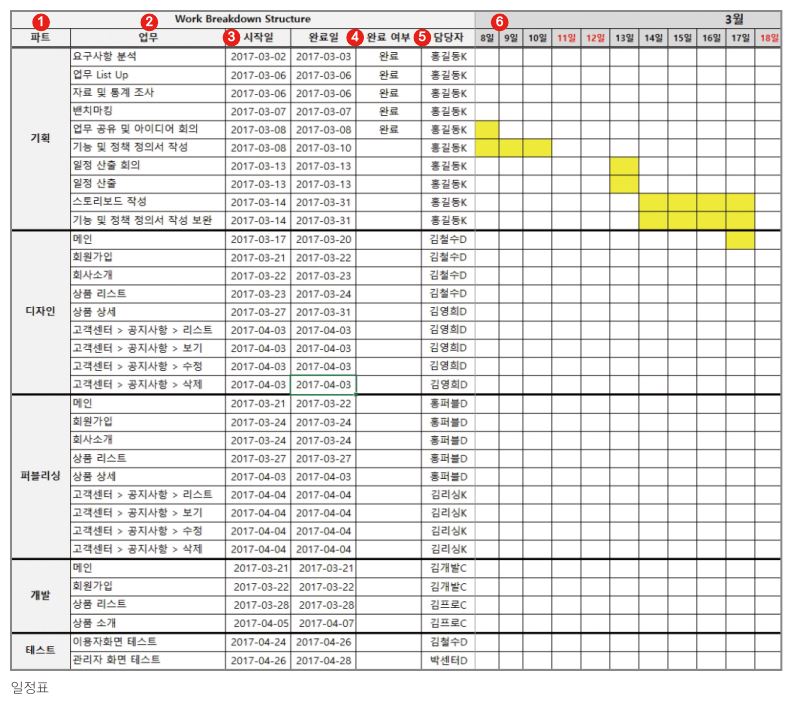 1 2 Work Breakdown Structure 6 3월
파트 업무 3 시작일 완료일 4 완료 여부 5 담당자 8일 9일 10일 11일 12일 13일 14일 15일 16일 17일 18일
요구사항 분석 2017-03-02 2017-03-03 완료 홍길동K
업무 List Up 2017-03-06 2017-03-06 완료 홍길동K
자료 및 통계 조사 2017-03-06 2017-03-06 완료 홍길동K
밴치마킹 2017-03-07 2017-03-07 완료 홍길동K
업무 공유 및 아이디어 회의 2017-03-08 2017-03-08 완료 홍길동K
기획 기능 및 정책 정의서 작성 2017-03-08 2017-03-10 홍길동K
일정 산출 회의 2017-03-13 2017-03-13 홍길동K
일정 산출 2017-03-13 2017-03-13 홍길동K
스토리보드 작성 2017-03-14 2017-03-31 홍길동K
기능 및 정책 정의서 작성 보완 2017-03-14 2017-03-31 홍길동K
메인 2017-03-17 2017-03-20 김철수D
회원가입 2017-03-21 2017-03-22 김철수D
회사소개 2017-03-22 2017-03-23 김철수D
상품 리스트 2017-03-23 2017-03-24 김철수D
디자인 상품 상세 2017-03-27 2017-03-31 김영희D
고객센터 > 공지사항 > 리스트 2017-04-03 2017-04-03 김영희D
고객센터 > 공지사항 > 보기 2017-04-03 2017-04-03 김영희D
고객센터 > 공지사항 > 수정 2017-04-03 2017-04-03 김영희D
고객센터 > 공지사항 > 삭제 2017-04-03 2017-04-03 김영희D
메인 2017-03-21 2017-03-22 홍퍼블D
회원가입 2017-03-24 2017-03-24 홍퍼블D
회사소개 2017-03-24 2017-03-24 홍퍼블D
상품 리스트 2017-03-27 2017-03-27 홍퍼블D
퍼블리싱 상품 상세 2017-04-03 2017-04-03 홍퍼블D
고객센터 > 공지사항 > 리스트 2017-04-04 2017-04-04 김리싱K
고객센터 > 공지사항 > 보기 2017-04-04 2017-04-04 김리싱K
고객센터 > 공지사항 > 수정 2017-04-04 2017-04-04 김리싱K
고객센터 > 공지사항 > 삭제 2017-04-04 2017-04-04 김리싱K
메인 2017-03-21 2017-03-21 김개발C
회원가입 2017-03-22 2017-03-22 김개발C
개발 상품 리스트 2017-03-28 2017-03-28 김프로C
상품 소개 2017-04-05 2017-04-07 김프로C
테스트 이용자화면 테스트 2017-04-24 2017-04-26 김철수D
관리자 화면 테스트 2017-04-26 2017-04-28 박센터D
일정표